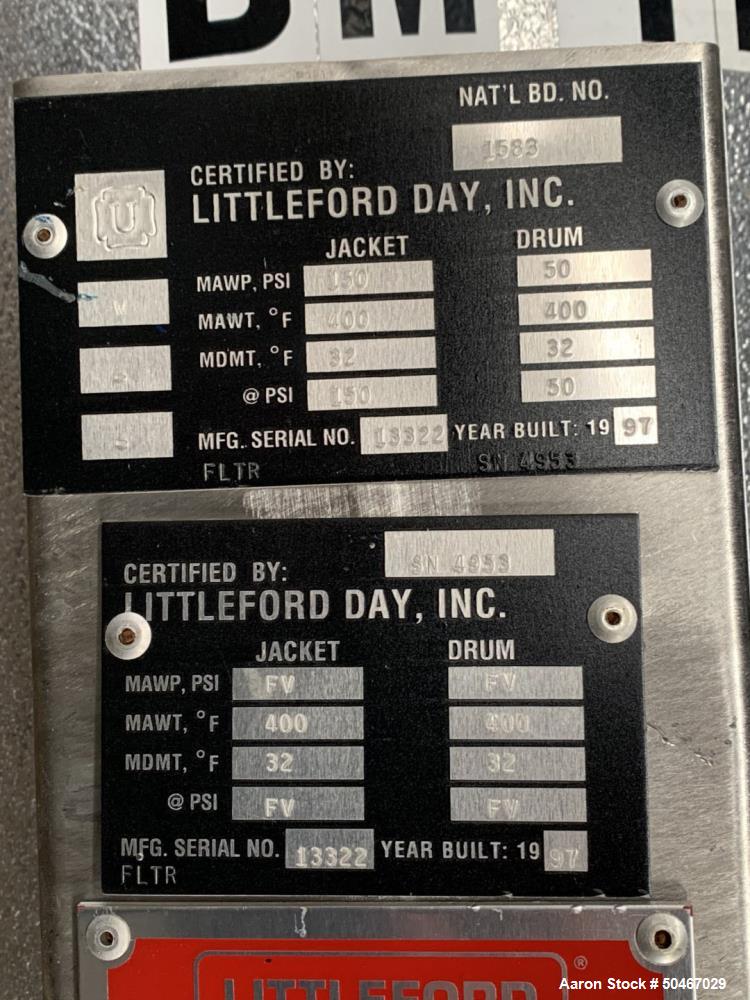 NAT'L BD. NO.
1583
CERTIFIED BY:
LITTLEFORD DAY, INC.
U
W
JACKET DRUM
MAWP, PSI 150 50
MAWT, °F 400 400
MDMT, °F 32 32
@ PSI 150 50
MFG. SERIAL NO. 13322 YEAR BUILT: 19 97
FLTR SN 4953
SN 4953
CERTIFIED BY:
LITTLEFORD DAY, INC.
JACKET DRUM
MAWP, PSI FV FV
MAWT, °F 400 400
MDMT, °F 32 32
@ PSI FV FV
MFG. SERIAL NO. 13322 YEAR BUILT: 19 97
FLTR
LITTLEFORD ®
Aaron Stock #50467029